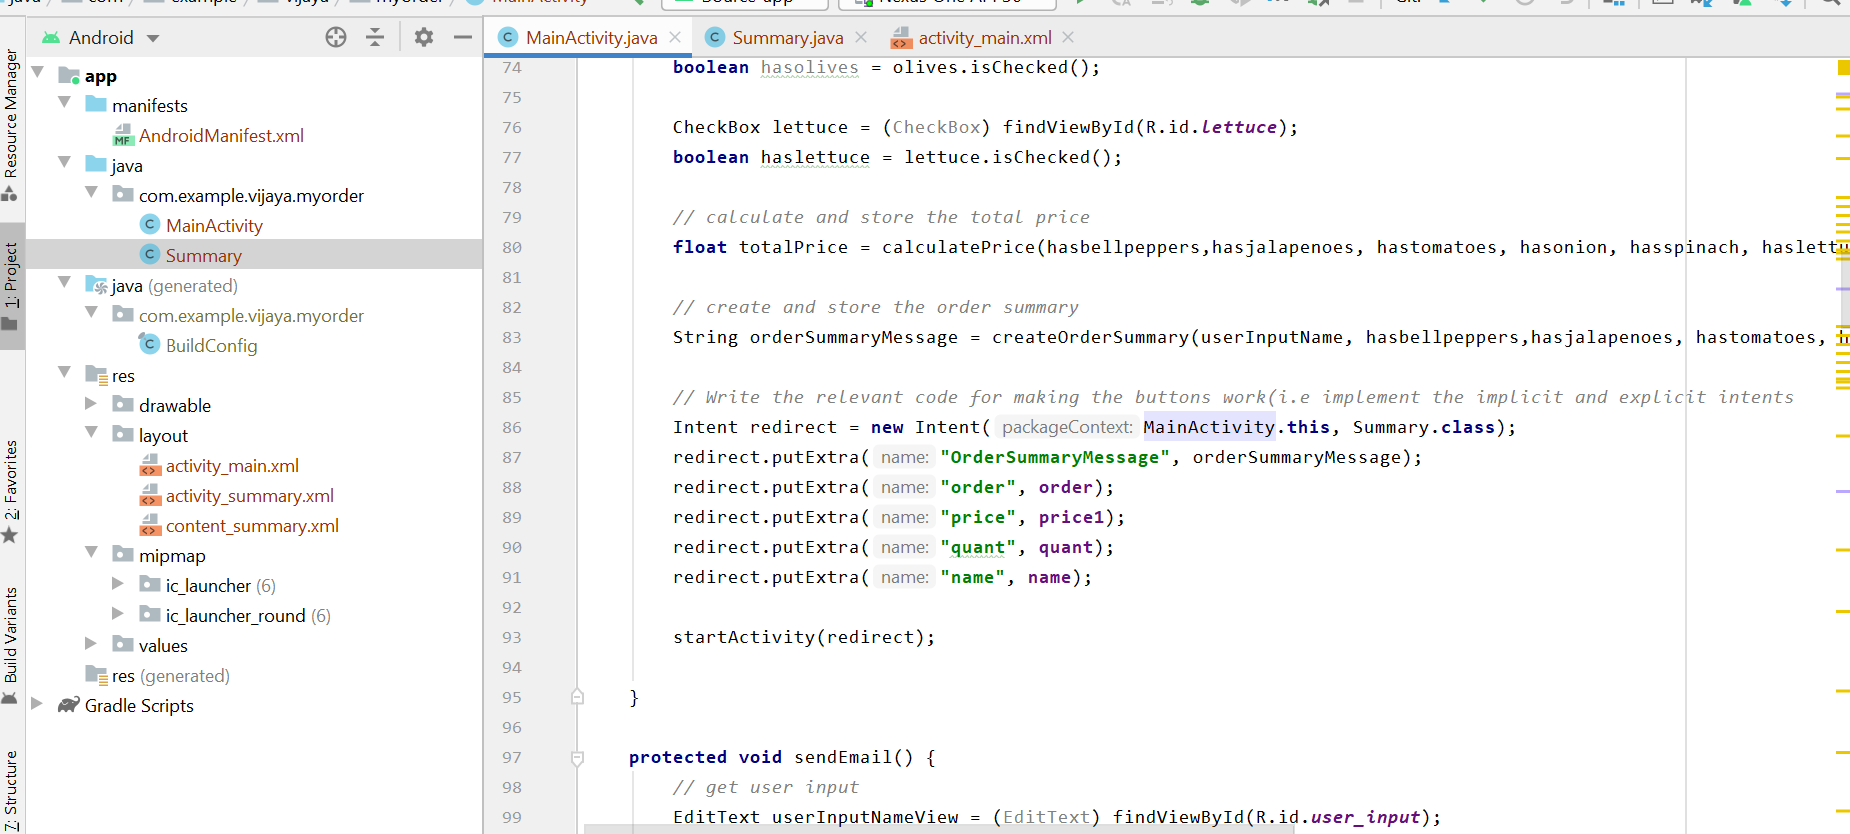 java com example vijaya myorder MainActivity
Android
MainActivity.java
Summary.java
activity_main.xml
Resource Manager
1: Project
2: Favorites
Build Variants
7: Structure
app
manifests
AndroidManifest.xml
java
com.example.vijaya.myorder
MainActivity
Summary
java (generated)
com.example.vijaya.myorder
BuildConfig
res
drawable
layout
activity_main.xml
activity_summary.xml
content_summary.xml
mipmap
ic_launcher (6)
ic_launcher_round (6)
values
res (generated)
Gradle Scripts
74 boolean hasolives = olives.isChecked();
75
76 CheckBox lettuce = (CheckBox) findViewById(R.id.lettuce);
77 boolean haslettuce = lettuce.isChecked();
78
79 // calculate and store the total price
80 float totalPrice = calculatePrice(hasbellpeppers,hasjalapenoes, hastomatoes, hasonion, hasspinach, haslettu
81
82 // create and store the order summary
83 String orderSummaryMessage = createOrderSummary(userInputName, hasbellpeppers,hasjalapenoes, hastomatoes, h
84
85 // Write the relevant code for making the buttons work(i.e implement the implicit and explicit intents
86 Intent redirect = new Intent( packageContext: MainActivity.this, Summary.class);
87 redirect.putExtra( name: "OrderSummaryMessage", orderSummaryMessage);
88 redirect.putExtra( name: "order", order);
89 redirect.putExtra( name: "price", price1);
90 redirect.putExtra( name: "quant", quant);
91 redirect.putExtra( name: "name", name);
92
93 startActivity(redirect);
94
95 }
96
97 protected void sendEmail() {
98 // get user input
99 EditText userInputNameView = (EditText) findViewById(R.id.user_input);